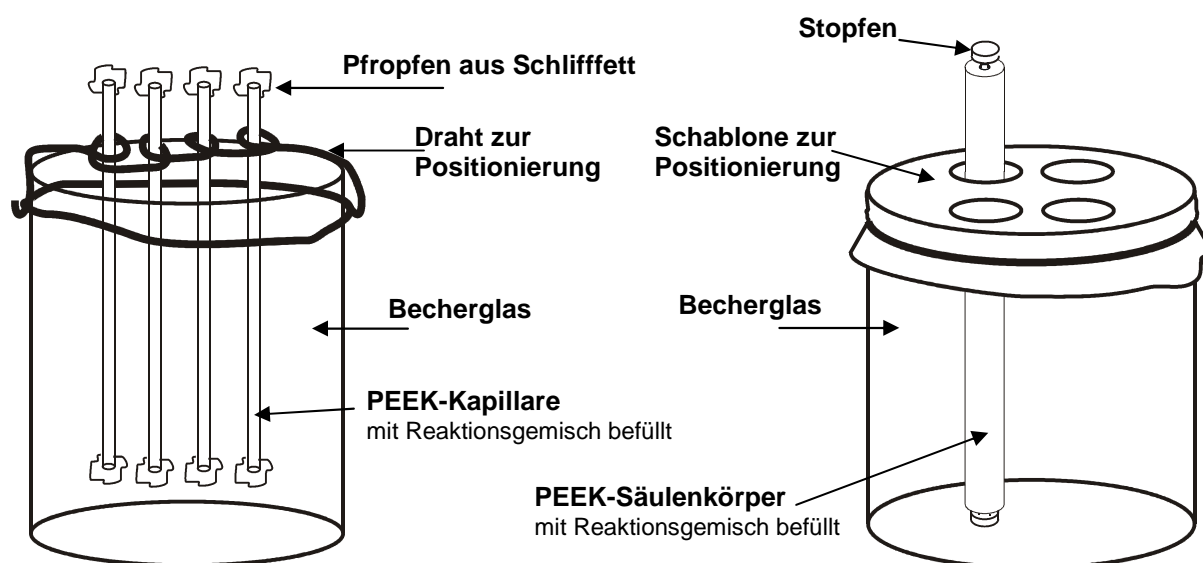 Pfropfen aus Schlifffett
Draht zur
Positionierung
Becherglas
PEEK-Kapillare
mit Reaktionsgemisch befüllt
Stopfen
Schablone zur
Positionierung
Becherglas
PEEK-Säulenkörper
mit Reaktionsgemisch befüllt